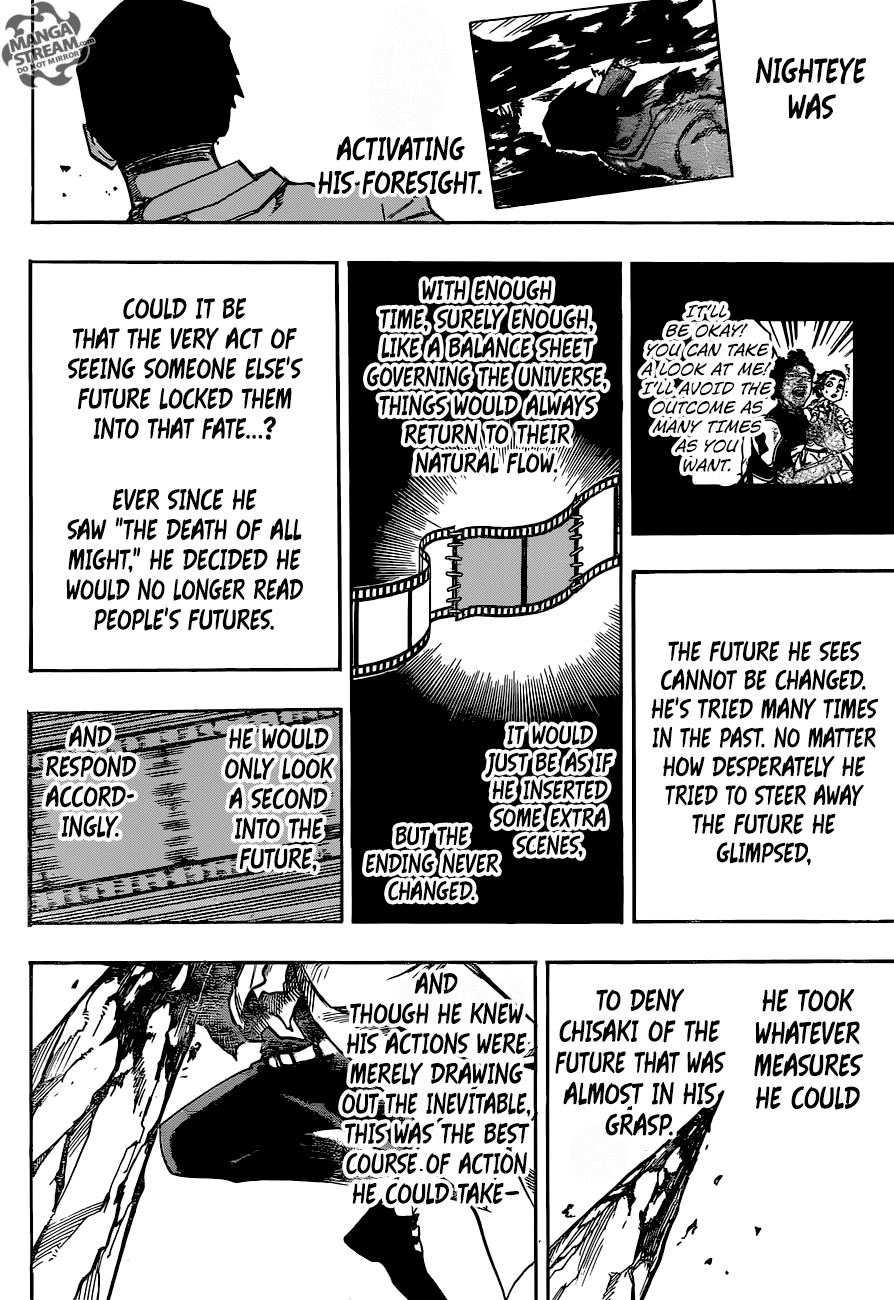 MANGA
STREAM.com
DO NOT MIRROR!
NIGHTEYE
WAS
ACTIVATING
HIS FORESIGHT.
IT'LL
BE OKAY!
YOU CAN TAKE
A LOOK AT ME!
I'LL AVOID THE
OUTCOME AS
MANY TIMES
AS YOU
WANT.
THE FUTURE HE SEES
CANNOT BE CHANGED.
HE'S TRIED MANY TIMES
IN THE PAST. NO MATTER
HOW DESPERATELY HE
TRIED TO STEER AWAY
THE FUTURE HE
GLIMPSED,
WITH ENOUGH
TIME, SURELY ENOUGH,
LIKE A BALANCE SHEET
GOVERNING THE UNIVERSE,
THINGS WOULD ALWAYS
RETURN TO THEIR
NATURAL FLOW.
IT WOULD
JUST BE AS IF
HE INSERTED
SOME EXTRA
SCENES,
BUT THE
ENDING NEVER
CHANGED.
COULD IT BE
THAT THE VERY ACT OF
SEEING SOMEONE ELSE'S
FUTURE LOCKED THEM
INTO THAT FATE...?
EVER SINCE HE
SAW "THE DEATH OF ALL
MIGHT," HE DECIDED HE
WOULD NO LONGER READ
PEOPLE'S FUTURES.
HE WOULD
ONLY LOOK
A SECOND
INTO THE
FUTURE,
AND
RESPOND
ACCORD-
INGLY.
HE TOOK
WHATEVER
MEASURES
HE COULD
TO DENY
CHISAKI OF THE
FUTURE THAT WAS
ALMOST IN HIS
GRASP.
AND
THOUGH HE KNEW
HIS ACTIONS WERE
MERELY DRAWING
OUT THE INEVITABLE,
THIS WAS THE BEST
COURSE OF ACTION
HE COULD TAKE-